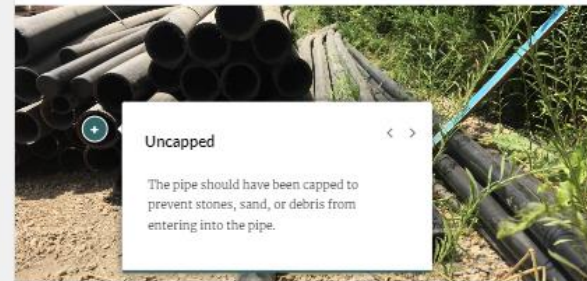 Uncapped
The pipe should have been capped to
prevent stones, sand, or debris from
entering into the pipe.